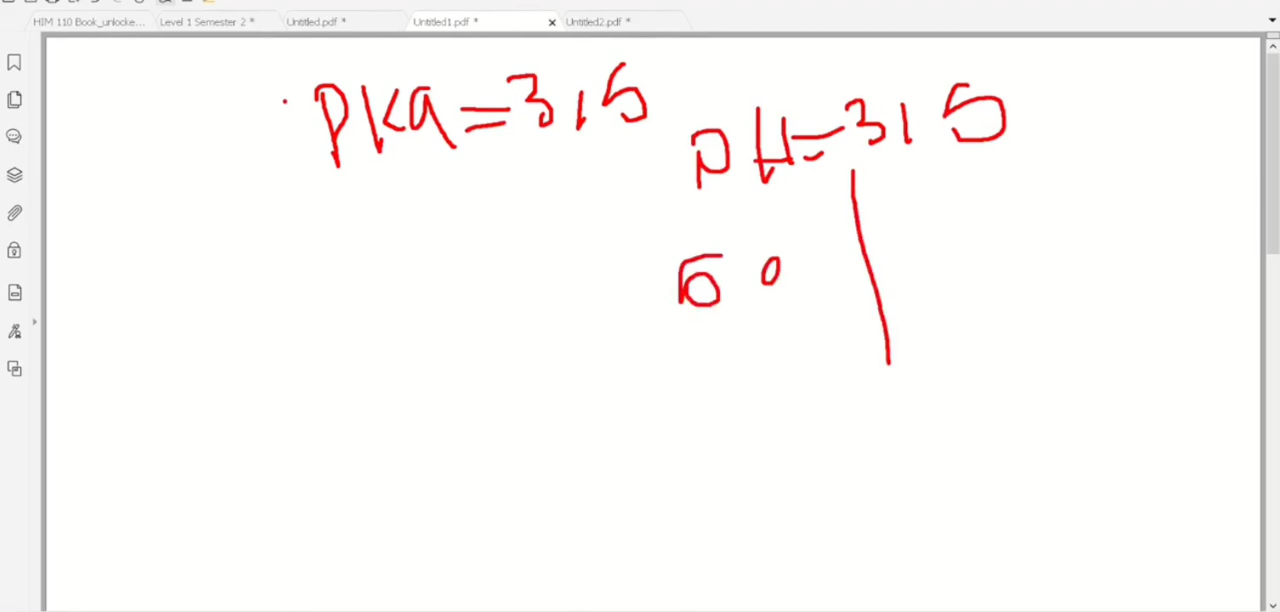 HIM 110 Book_unlocke... Level 1 Semester 2 * Untitled.pdf * Untitled1.pdf * x Untitled2.pdf *
PKa=3,5
PH=3,5
50